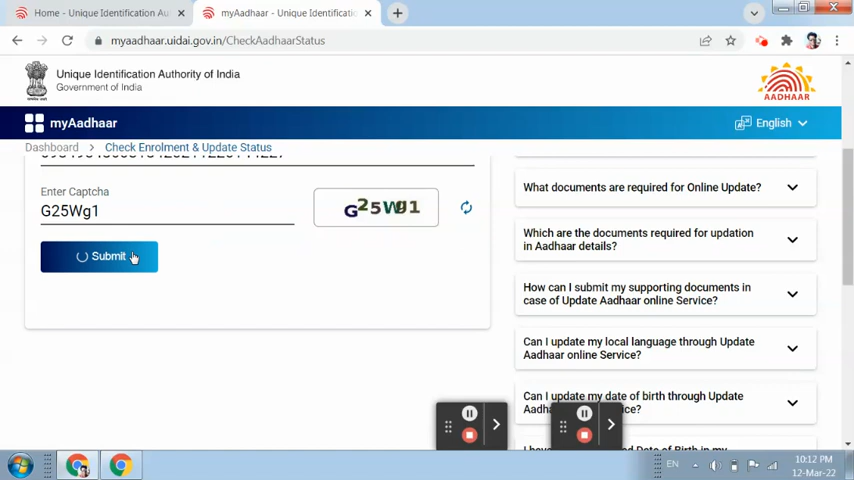 Home - Unique Identification Au
myAadhaar - Unique Identificatio
myaadhaar.uidai.gov.in/CheckAadhaarStatus
Unique Identification Authority of India
Government of India
AADHAAR
myAadhaar
English
Dashboard
Check Enrolment & Update Status
Enter Captcha
G25Wg1
G25Wg1
Submit
What documents are required for Online Update?
Which are the documents required for updation
in Aadhaar details?
How can I submit my supporting documents in
case of Update Aadhaar online Service?
Can I update my local language through Update
Aadhaar online Service?
Can I update my date of birth through Update
EN
10:12 PM
12-Mar-22